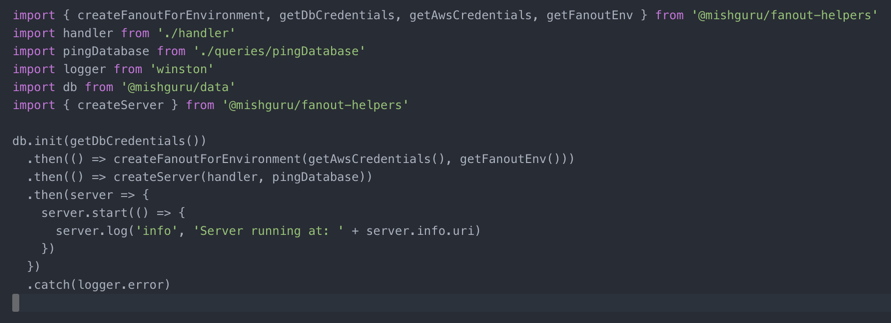 import { createFanoutForEnvironment, getDbCredentials, getAwsCredentials, getFanoutEnv } from '@mishguru/fanout-helpers'
import handler from './handler'
import pingDatabase from './queries/pingDatabase'
import logger from 'winston'
import db from '@mishguru/data'
import { createServer } from '@mishguru/fanout-helpers'

db.init(getDbCredentials())
  .then(() => createFanoutForEnvironment(getAwsCredentials(), getFanoutEnv()))
  .then(() => createServer(handler, pingDatabase))
  .then(server => {
    server.start(() => {
      server.log('info', 'Server running at: ' + server.info.uri)
    })
  })
  .catch(logger.error)